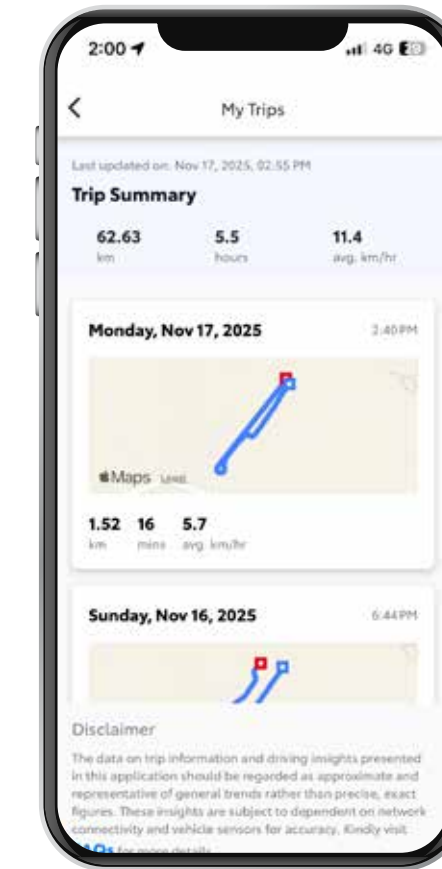 2:00
4G
My Trips
Last updated on: Nov 17, 2025, 02.55 PM
Trip Summary
62.63 5.5 11.4
km hours avg. km/hr
Monday, Nov 17, 2025 2:40 PM
Maps Legal
1.52 16 5.7
km mins avg. km/hr
Sunday, Nov 16, 2025 6:44 PM
Disclaimer
The data on trip information and driving insights presented
in this application should be regarded as approximate and
representative of general trends rather than precise, exact
figures. These insights are subject to dependent on network
connectivity and vehicle sensors for accuracy. Kindly visit
FAQs for more details